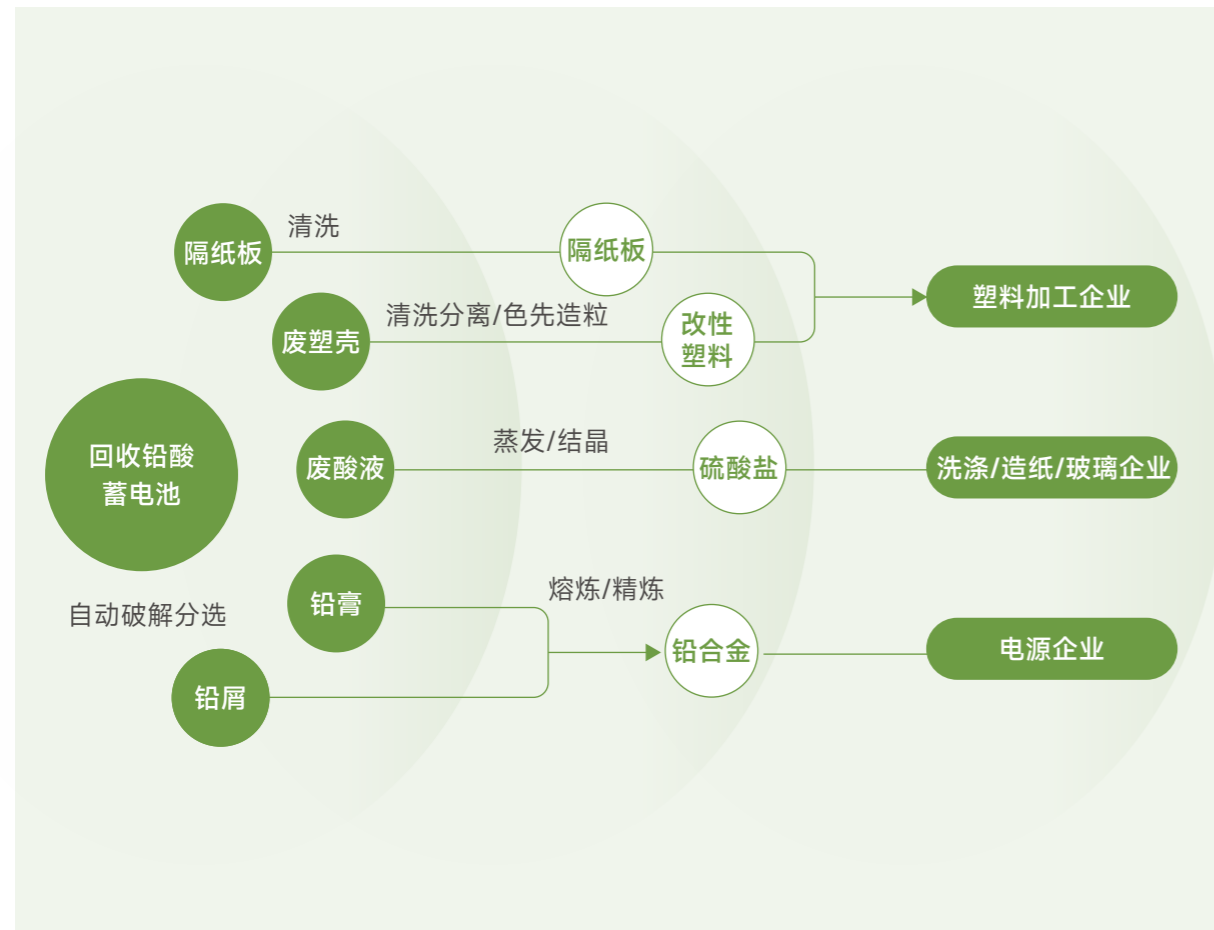 清洗
隔纸板
隔纸板
塑料加工企业
清洗分离/色先造粒
废塑壳
改性
塑料
回收铅酸
蓄电池
蒸发/结晶
废酸液
硫酸盐
洗涤/造纸/玻璃企业
自动破解分选
铅膏
熔炼/精炼
铅合金
电源企业
铅屑